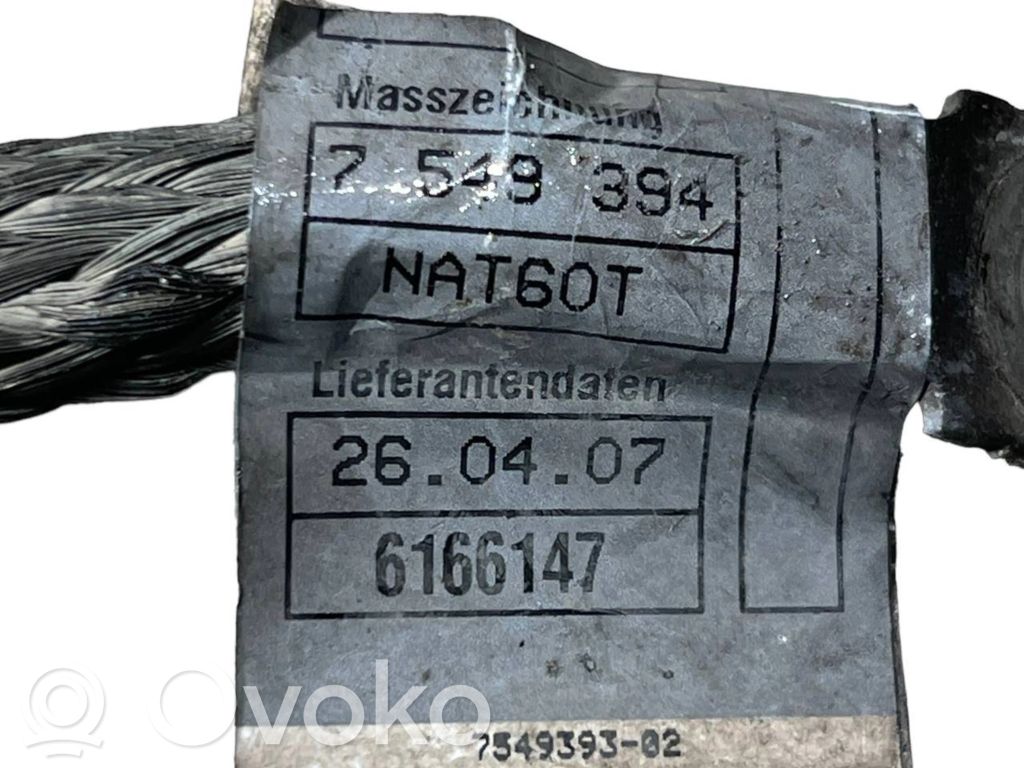 Masszeichnung
7 549 394
NAT60T
Lieferantendaten
26.04.07
6166147
Ovoko
7549393-02